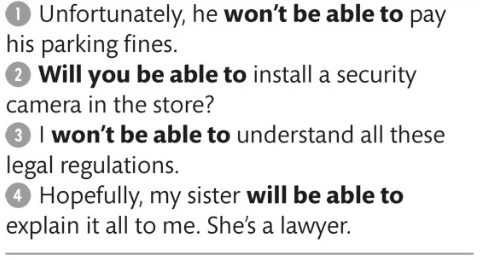 1 Unfortunately, he won't be able to pay
his parking fines.
2 Will you be able to install a security
camera in the store?
3 I won't be able to understand all these
legal regulations.
4 Hopefully, my sister will be able to
explain it all to me. She's a lawyer.